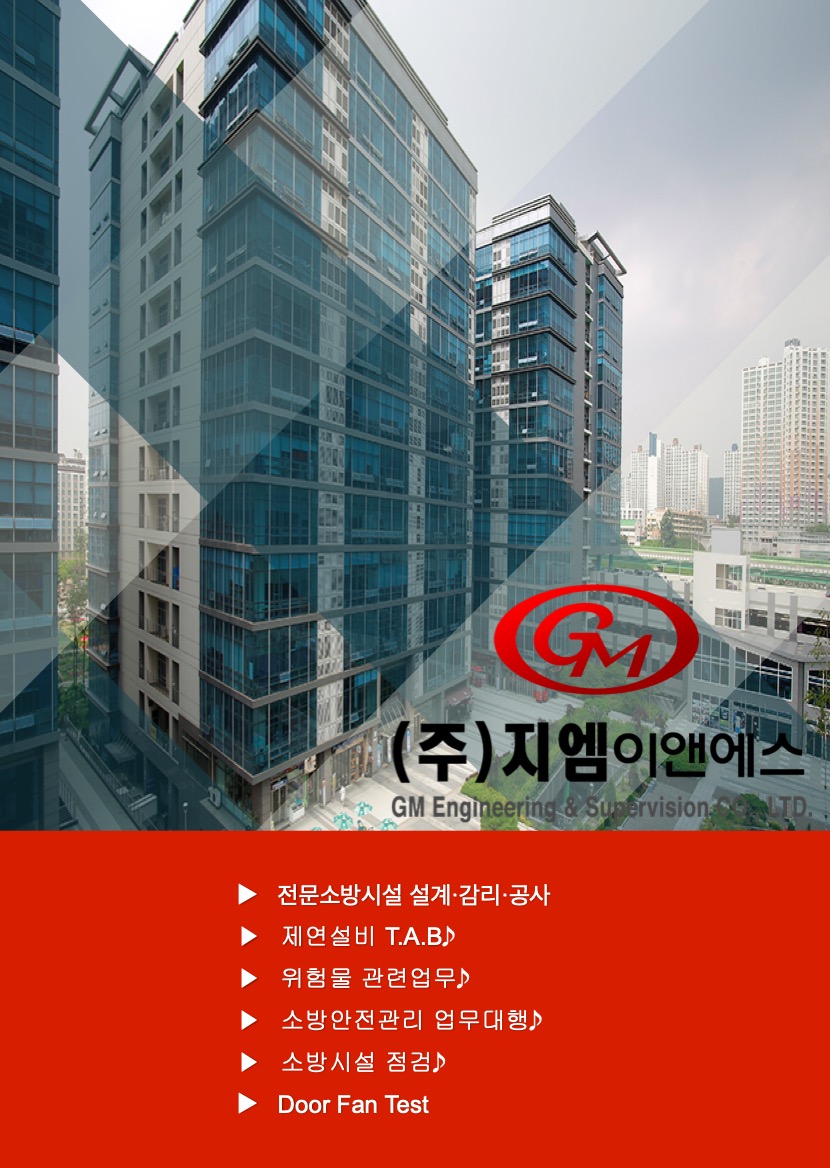 GM
(주)지엠이앤에스
GM Engineering & Supervision CO., LTD.
▶ 전문소방시설 설계·감리·공사
▶ 제연설비 T.A.B♪
▶ 위험물 관련업무♪
▶ 소방안전관리 업무대행♪
▶ 소방시설 점검♪
▶ Door Fan Test